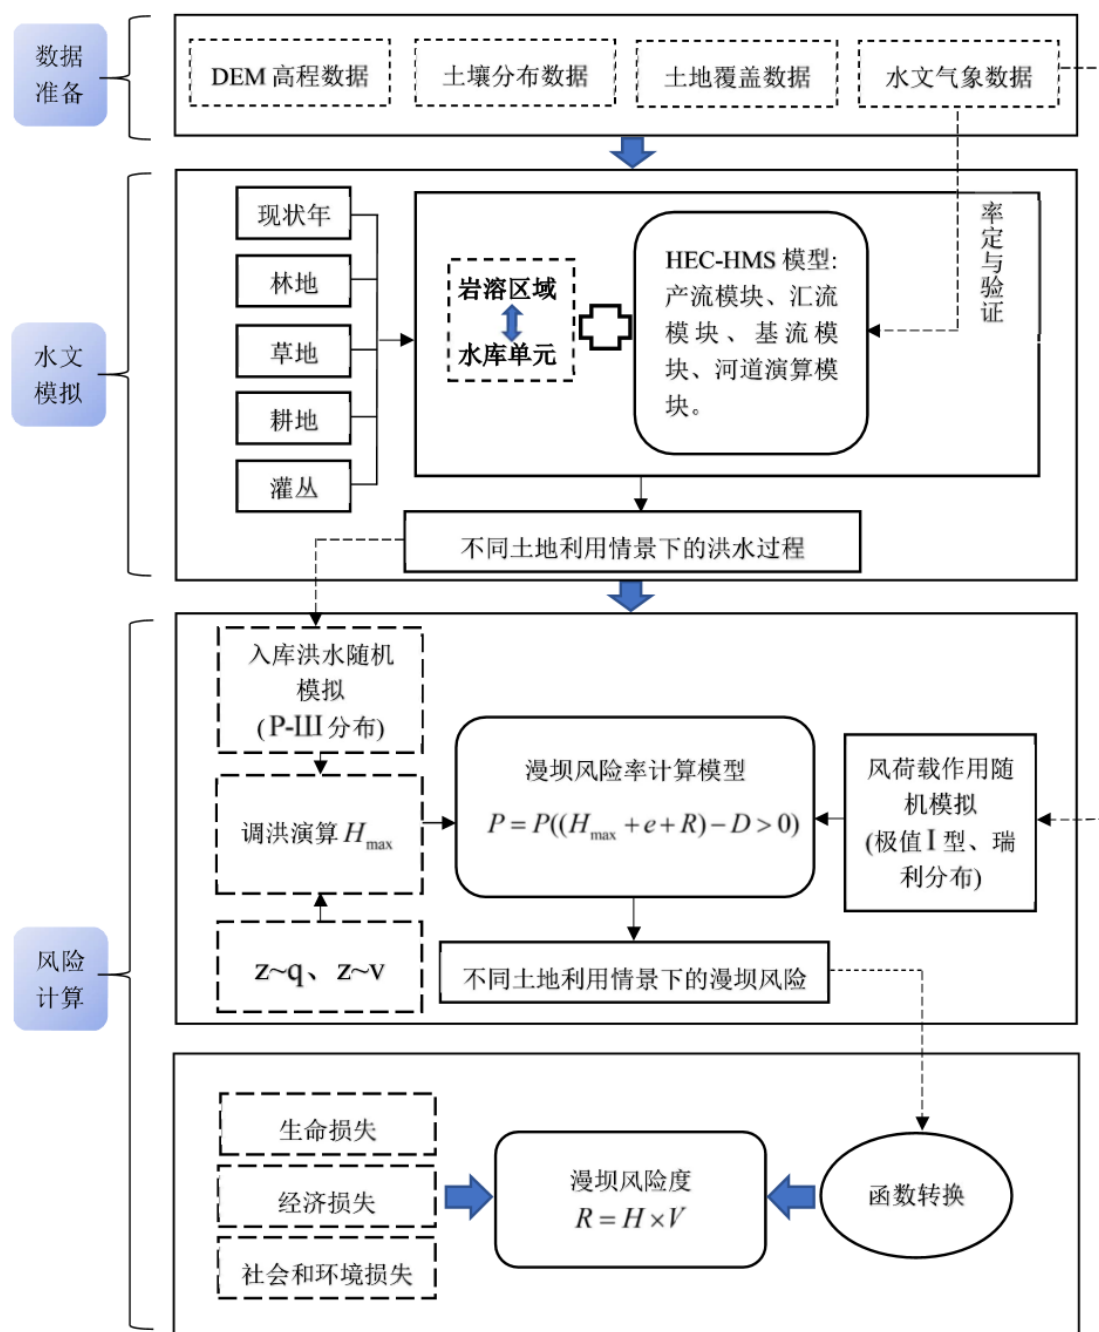 数据
准备
DEM 高程数据
土壤分布数据
土地覆盖数据
水文气象数据
水文
模拟
现状年
林地
草地
耕地
灌丛
岩溶区域
水库单元
HEC-HMS 模型:
产流模块、汇流
模块、基流模
块、河道演算模
块。
率定与验证
不同土地利用情景下的洪水过程
风险
计算
入库洪水随机
模拟
(P-III 分布)
调洪演算 H_max
z~q、z~v
漫坝风险率计算模型
P = P((H_max + e + R) − D > 0)
风荷载作用随
机模拟
(极值 I 型、瑞
利分布)
不同土地利用情景下的漫坝风险
生命损失
经济损失
社会和环境损失
漫坝风险度
R = H × V
函数转换